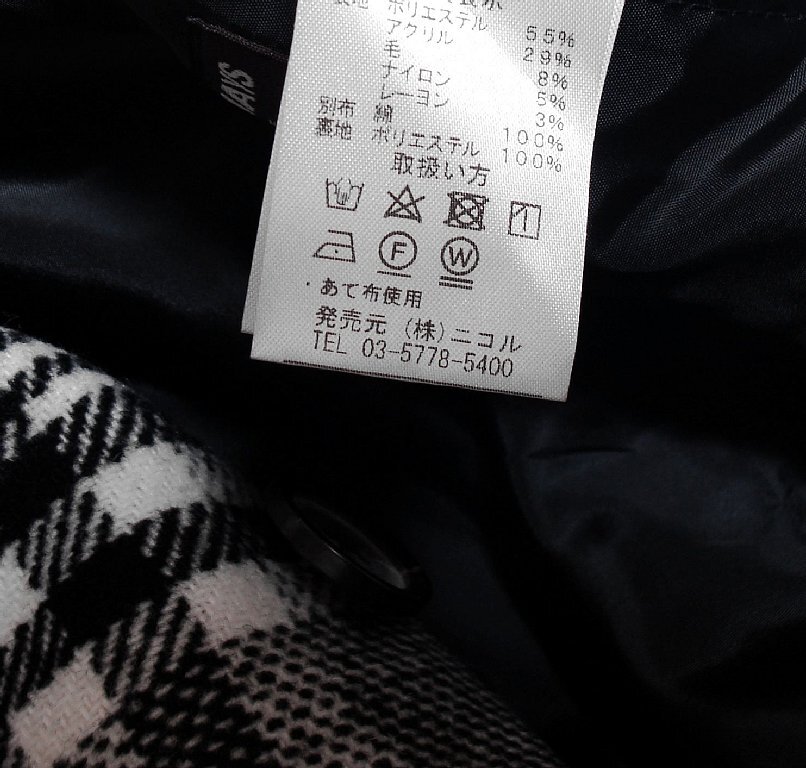 表地 ポリエステル 55%
アクリル 29%
毛 8%
ナイロン 5%
レーヨン 3%
別布 綿 100%
裏地 ポリエステル 100%
取扱い方
F W
・あて布使用
発売元 (株)ニコル
TEL 03-5778-5400